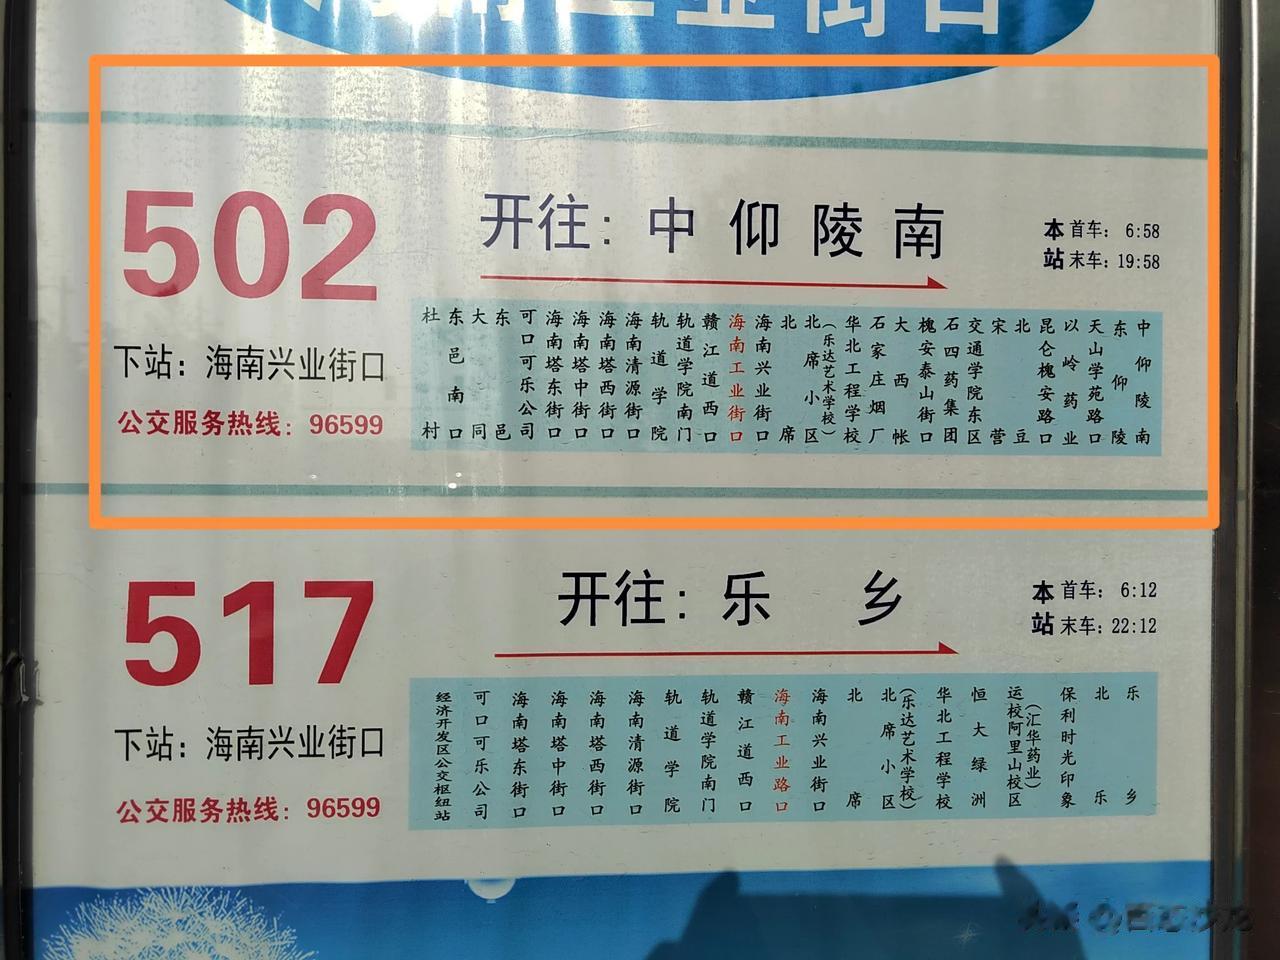 海南工业街口
502
开往：中仰陵南
本站 首车：6:58
末车：19:58
下站：海南兴业街口
公交服务热线：96599
杜村
东邑南口
大同
东邑
可口可乐公司
海南塔东街口
海南塔中街口
海南塔西街口
海南清源街口
轨道学院
轨道学院南门
赣江道西口
海南工业街口
海南兴业街口
北席
北席小区
（乐达艺术学校）
华北工程学校
石家庄烟厂
大西帐
槐安泰山街口
石四药集团
交通学院东区
宋营
北豆
昆仑槐安路口
以岭药业
天山学苑路口
东仰陵
中仰陵南
517
开往：乐乡
本站 首车：6:12
末车：22:12
下站：海南兴业街口
公交服务热线：96599
经济开发区公交枢纽站
可口可乐公司
海南塔东街口
海南塔中街口
海南塔西街口
海南清源街口
轨道学院
轨道学院南门
赣江道西口
海南工业路口
海南兴业街口
北席
北席小区
（乐达艺术学校）
华北工程学校
恒大绿洲
运校阿里山校区
（汇华药业）
保利时光印象
北乐
乐乡